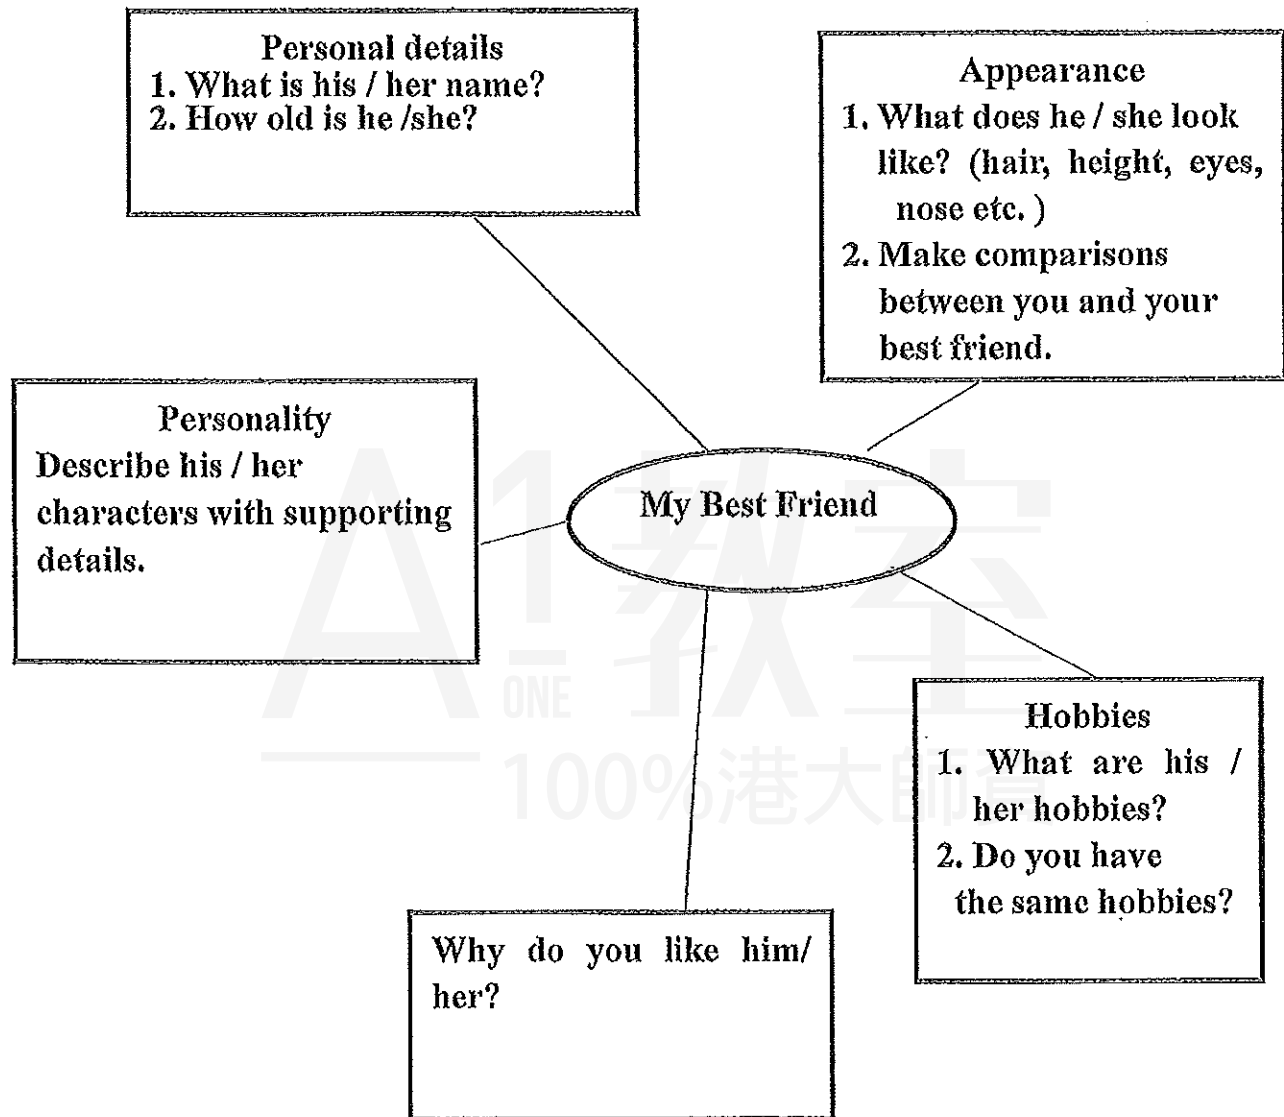 Personal details
1. What is his / her name?
2. How old is he /she?
Appearance
1. What does he / she look
like? (hair, height, eyes,
nose etc. )
2. Make comparisons
between you and your
best friend.
Personality
Describe his / her
characters with supporting
details.
My Best Friend
A1教室
ONE
100%港大師資
Hobbies
1. What are his /
her hobbies?
2. Do you have
the same hobbies?
Why do you like him/
her?